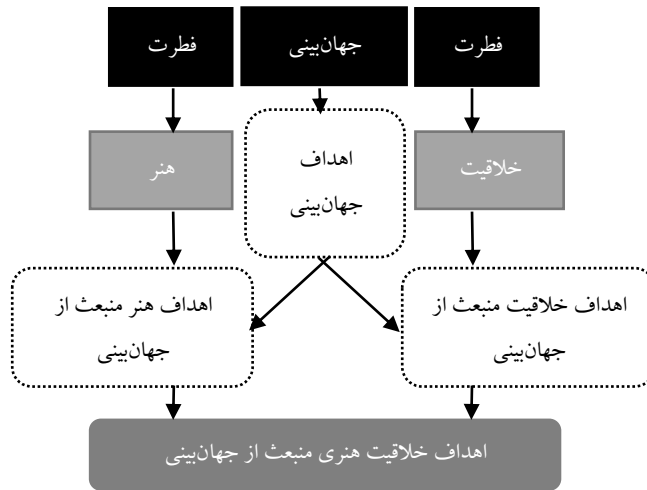 فطرت
جهان‌بینی
فطرت
خلاقیت
اهداف
جهان‌بینی
هنر
اهداف خلاقیت منبعث از
جهان‌بینی
اهداف هنر منبعث از
جهان‌بینی
اهداف خلاقیت هنری منبعث از جهان‌بینی